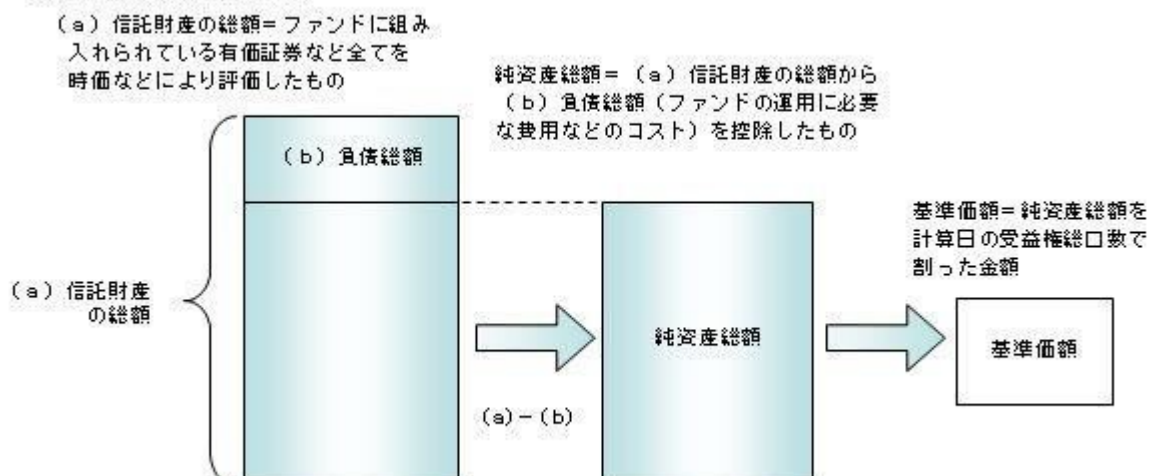 （a）信託財産の総額＝ファンドに組み
入れられている有価証券など全てを
時価などにより評価したもの
純資産総額＝（a）信託財産の総額から
（b）負債総額（ファンドの運用に必要
な費用などのコスト）を控除したもの
（b）負債総額
基準価額＝純資産総額を
計算日の受益権総口数で
割った金額
（a）信託財産
の総額
純資産総額
基準価額
（a）－（b）